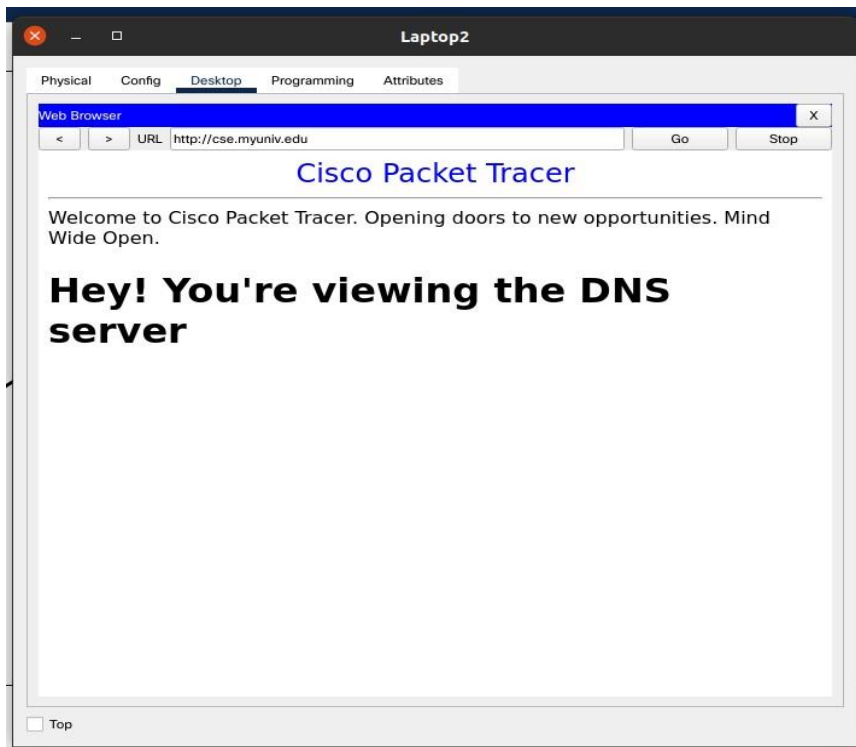 Laptop2
Physical Config Desktop Programming Attributes
Web Browser X
< > URL http://cse.myuniv.edu Go Stop
Cisco Packet Tracer
Welcome to Cisco Packet Tracer. Opening doors to new opportunities. Mind
Wide Open.
Hey! You're viewing the DNS
server
Top